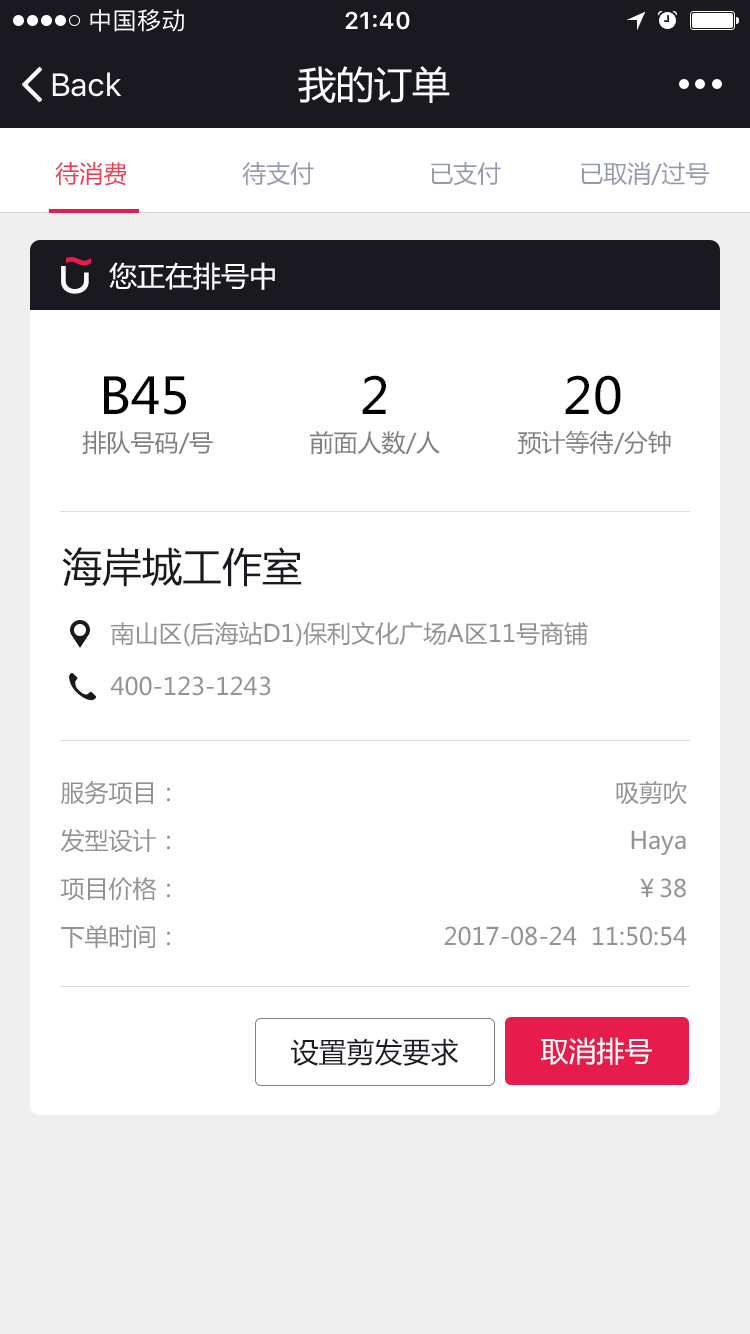 中国移动 21:40
Back 我的订单
待消费 待支付 已支付 已取消/过号
您正在排号中
B45 2 20
排队号码/号 前面人数/人 预计等待/分钟
海岸城工作室
南山区(后海站D1)保利文化广场A区11号商铺
400-123-1243
服务项目： 吸剪吹
发型设计： Haya
项目价格： ¥38
下单时间： 2017-08-24 11:50:54
设置剪发要求 取消排号